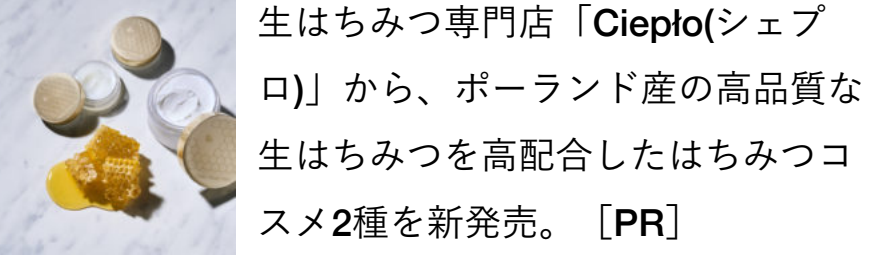 生はちみつ専門店「Ciepło(シェプ
ロ)」から、ポーランド産の高品質な
生はちみつを高配合したはちみつコ
スメ2種を新発売。［PR］